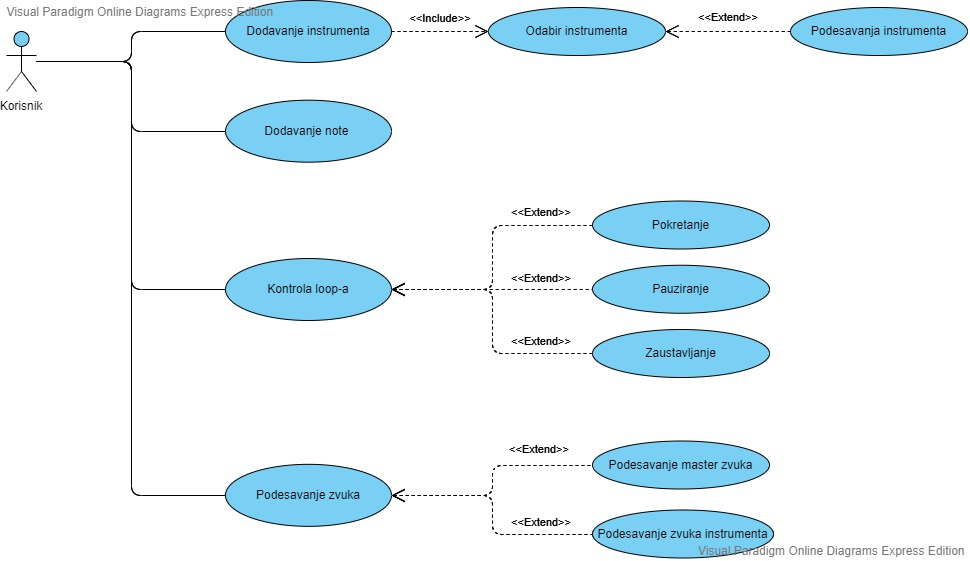 Visual Paradigm Online Diagrams Express Edition
Dodavanje instrumenta
<<Include>>
Odabir instrumenta
<<Extend>>
Podesavanja instrumenta
Korisnik
Dodavanje note
<<Extend>>
Pokretanje
Kontrola loop-a
<<Extend>>
Pauziranje
<<Extend>>
Zaustavljanje
<<Extend>>
Podesavanje master zvuka
Podesavanje zvuka
<<Extend>>
Podesavanje zvuka instrumenta
Visual Paradigm Online Diagrams Express Edition